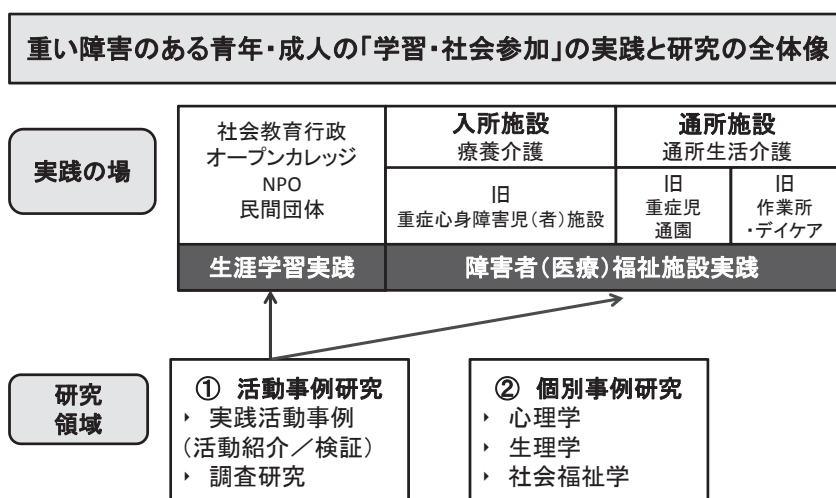 重い障害のある青年・成人の「学習・社会参加」の実践と研究の全体像
実践の場
社会教育行政
オープンカレッジ
NPO
民間団体
入所施設
療養介護
通所施設
通所生活介護
旧
重症心身障害児(者)施設
旧
重症児
通園
旧
作業所
・デイケア
生涯学習実践
障害者(医療)福祉施設実践
研究
領域
① 活動事例研究
‣ 実践活動事例
(活動紹介/検証)
‣ 調査研究
② 個別事例研究
‣ 心理学
‣ 生理学
‣ 社会福祉学